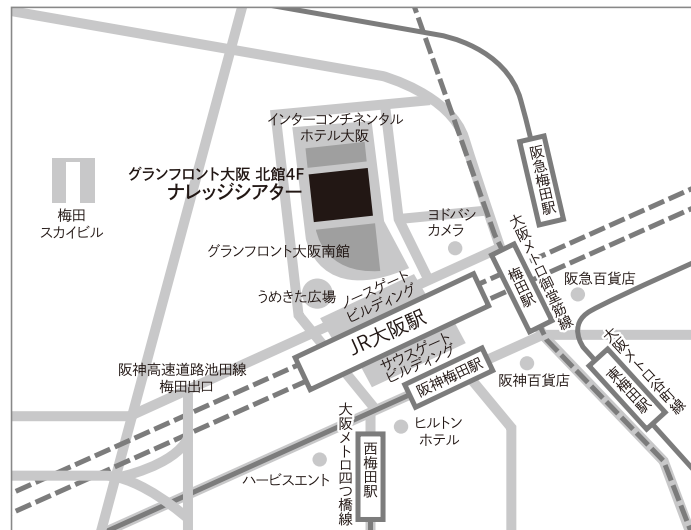 インターコンチネンタル
ホテル大阪
グランフロント大阪 北館4F
ナレッジシアター
梅田
スカイビル
グランフロント大阪南館
うめきた広場
ヨドバシ
カメラ
阪急梅田駅
大阪メトロ御堂筋線
梅田駅
阪急百貨店
ノースゲート
ビルディング
JR大阪駅
サウスゲート
ビルディング
阪神高速道路池田線
梅田出口
阪神梅田駅
阪神百貨店
大阪メトロ谷町線
東梅田駅
ヒルトン
ホテル
大阪メトロ四つ橋線
西梅田駅
ハービスエント